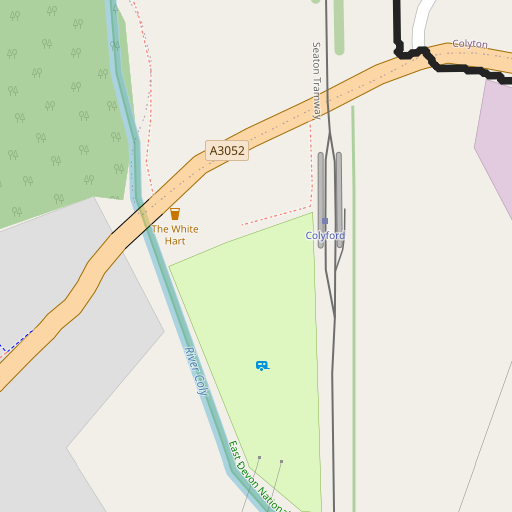 Colyton
Seaton Tramway
A3052
The White
Hart
Colyford
River Coly
East Devon National